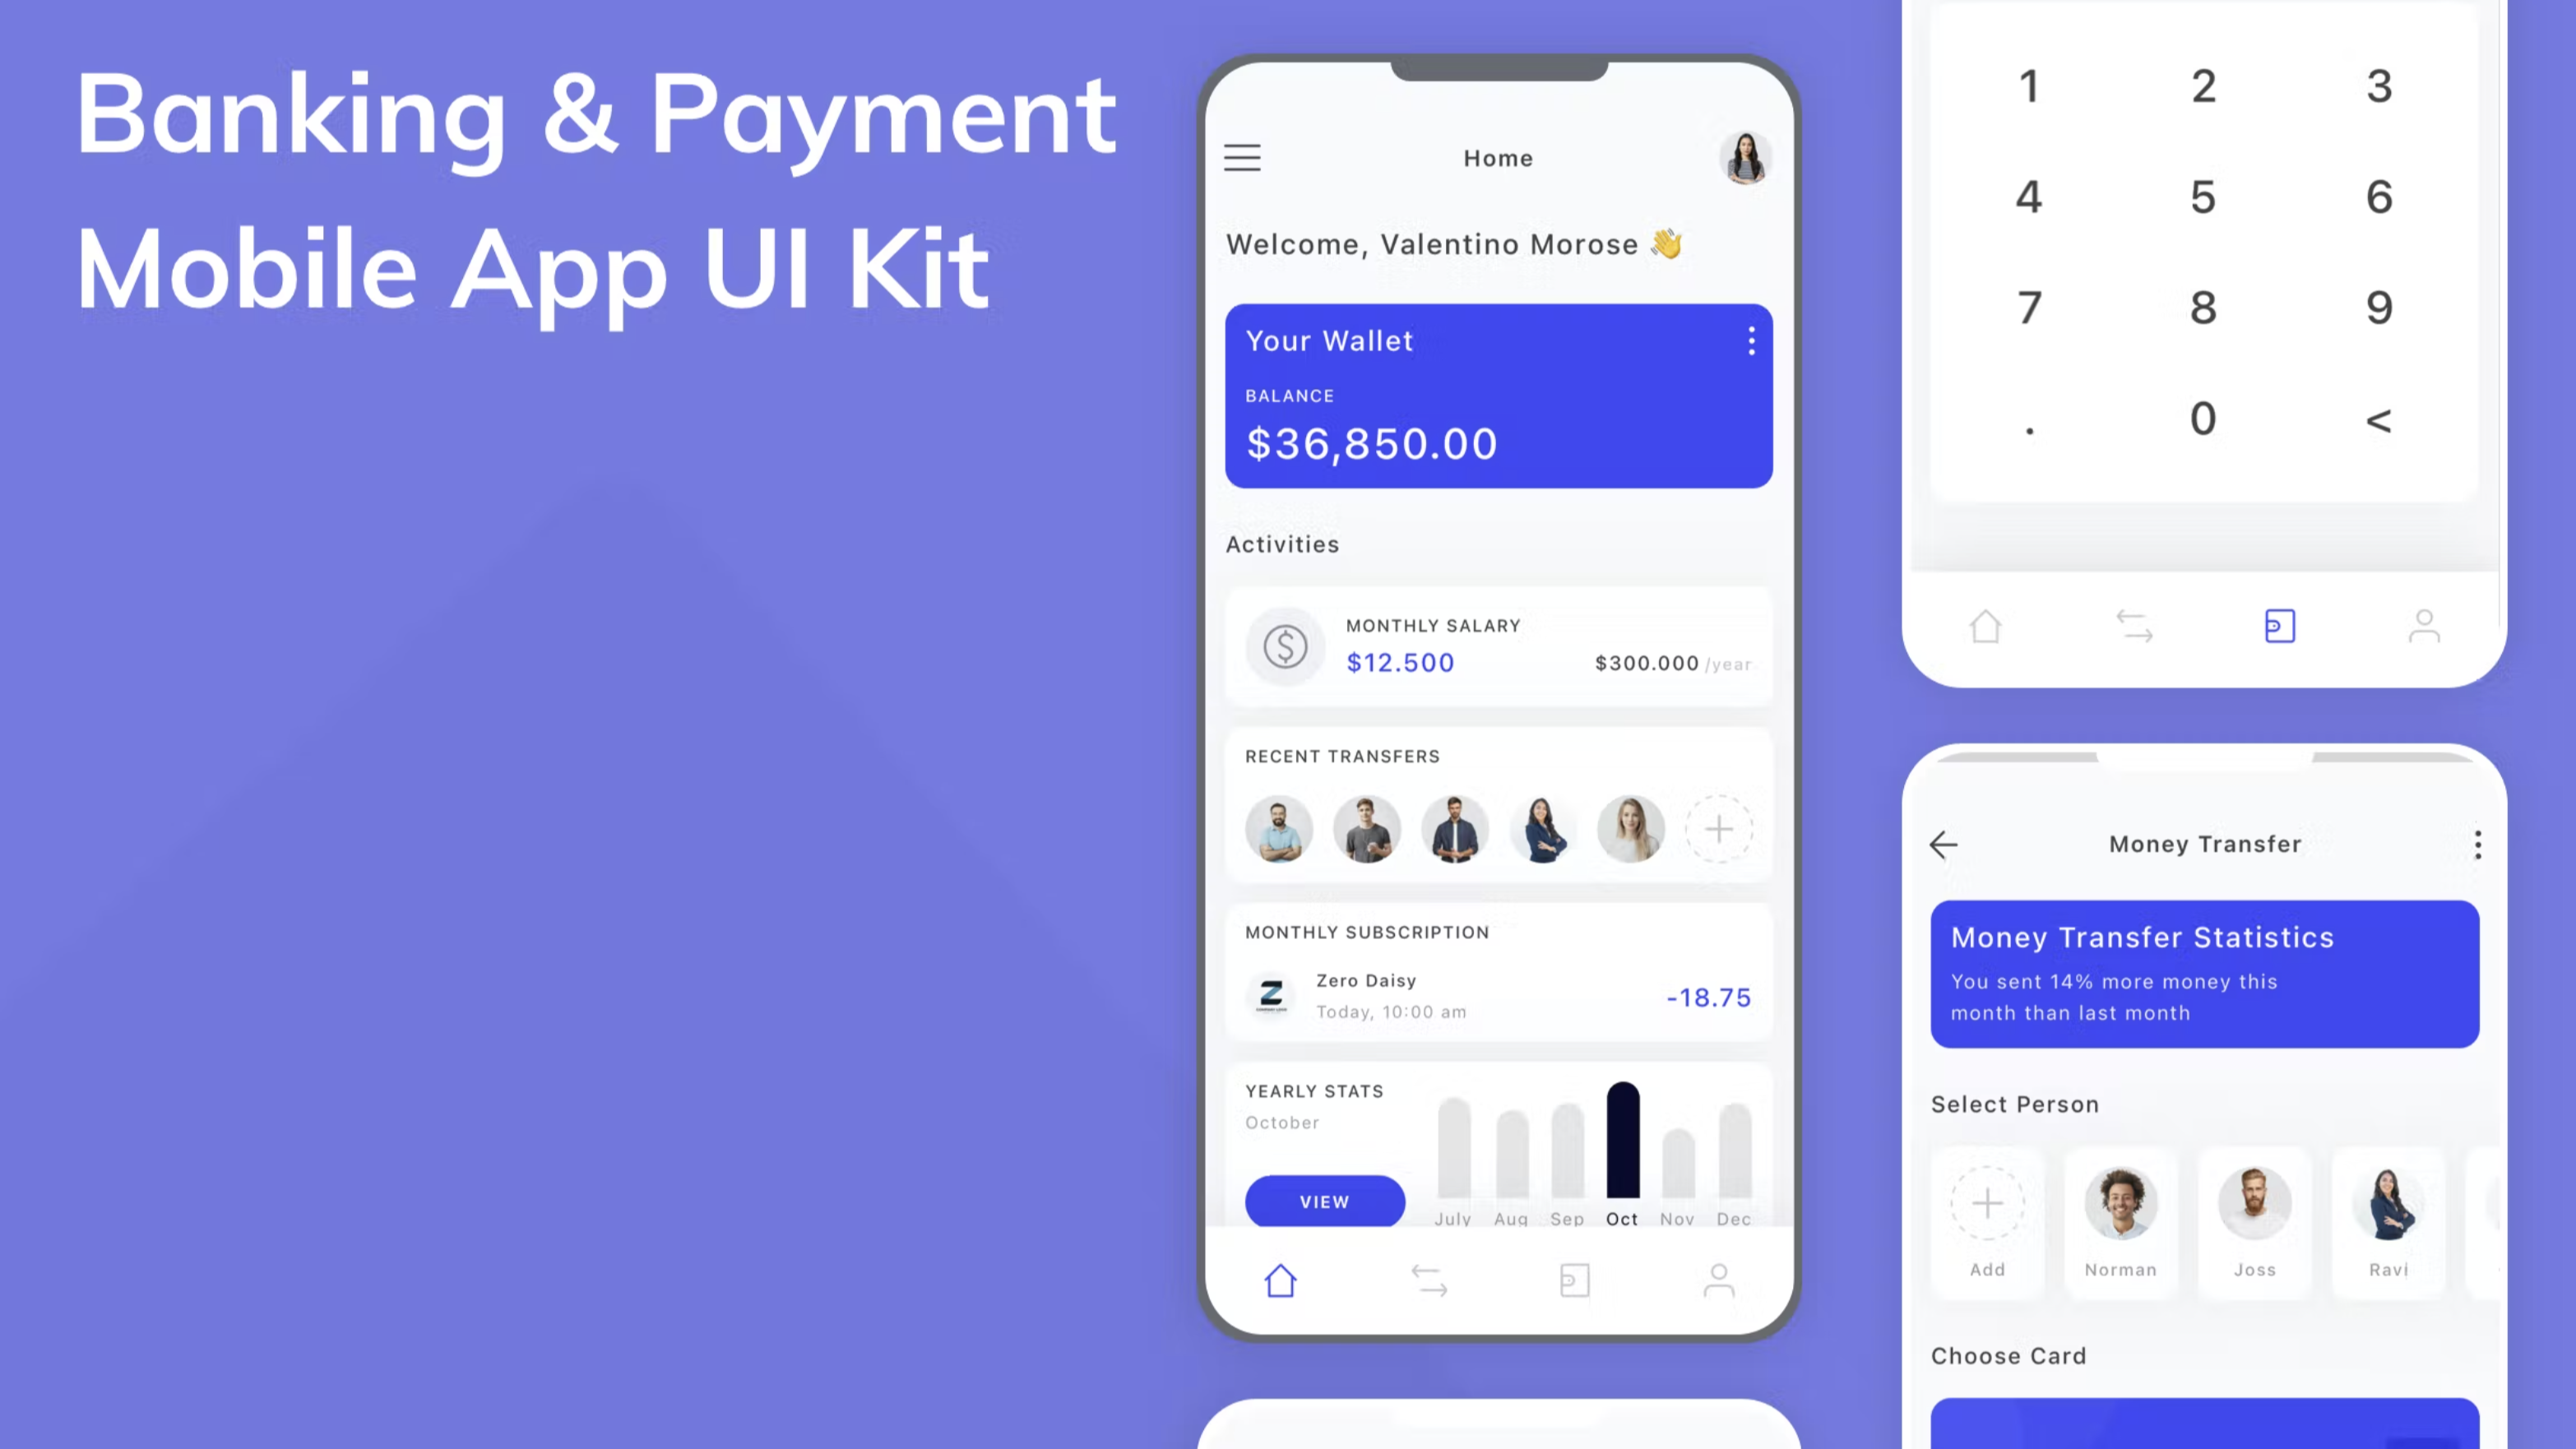 Banking & Payment
Mobile App UI Kit
Home
Welcome, Valentino Morose 👋
Your Wallet
BALANCE
$36,850.00
Activities
MONTHLY SALARY
$12.500
$300.000 /year
RECENT TRANSFERS
MONTHLY SUBSCRIPTION
Zero Daisy
Today, 10:00 am
-18.75
YEARLY STATS
October
VIEW
July Aug Sep Oct Nov Dec
1 2 3
4 5 6
7 8 9
. 0 <
Money Transfer
Money Transfer Statistics
You sent 14% more money this
month than last month
Select Person
Add Norman Joss Ravi
Choose Card